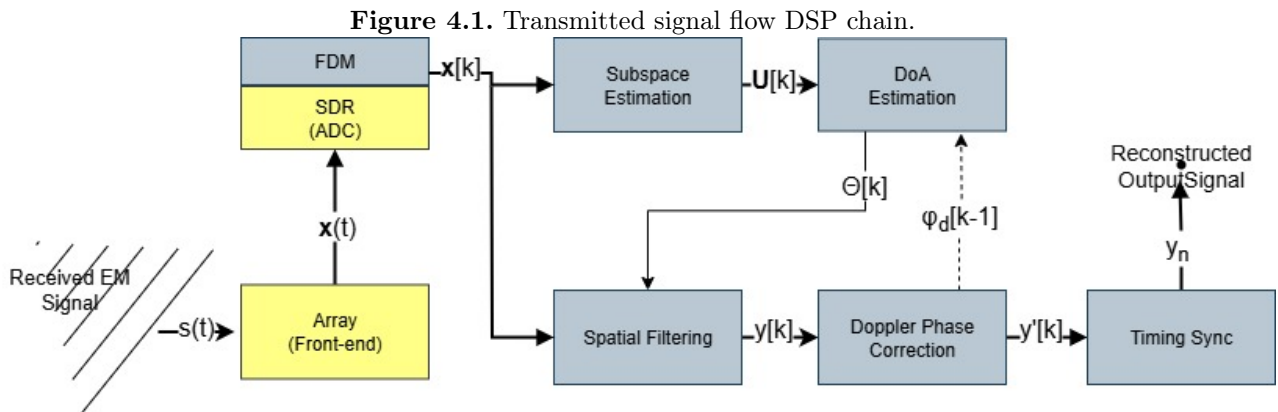 Figure 4.1. Transmitted signal flow DSP chain.
FDM
SDR
(ADC)
x[k]
Subspace
Estimation
U[k]
DoA
Estimation
Θ[k]
φd[k-1]
x(t)
Received EM
Signal
s(t)
Array
(Front-end)
Spatial Filtering
y[k]
Doppler Phase
Correction
y'[k]
Timing Sync
yn
Reconstructed
OutputSignal